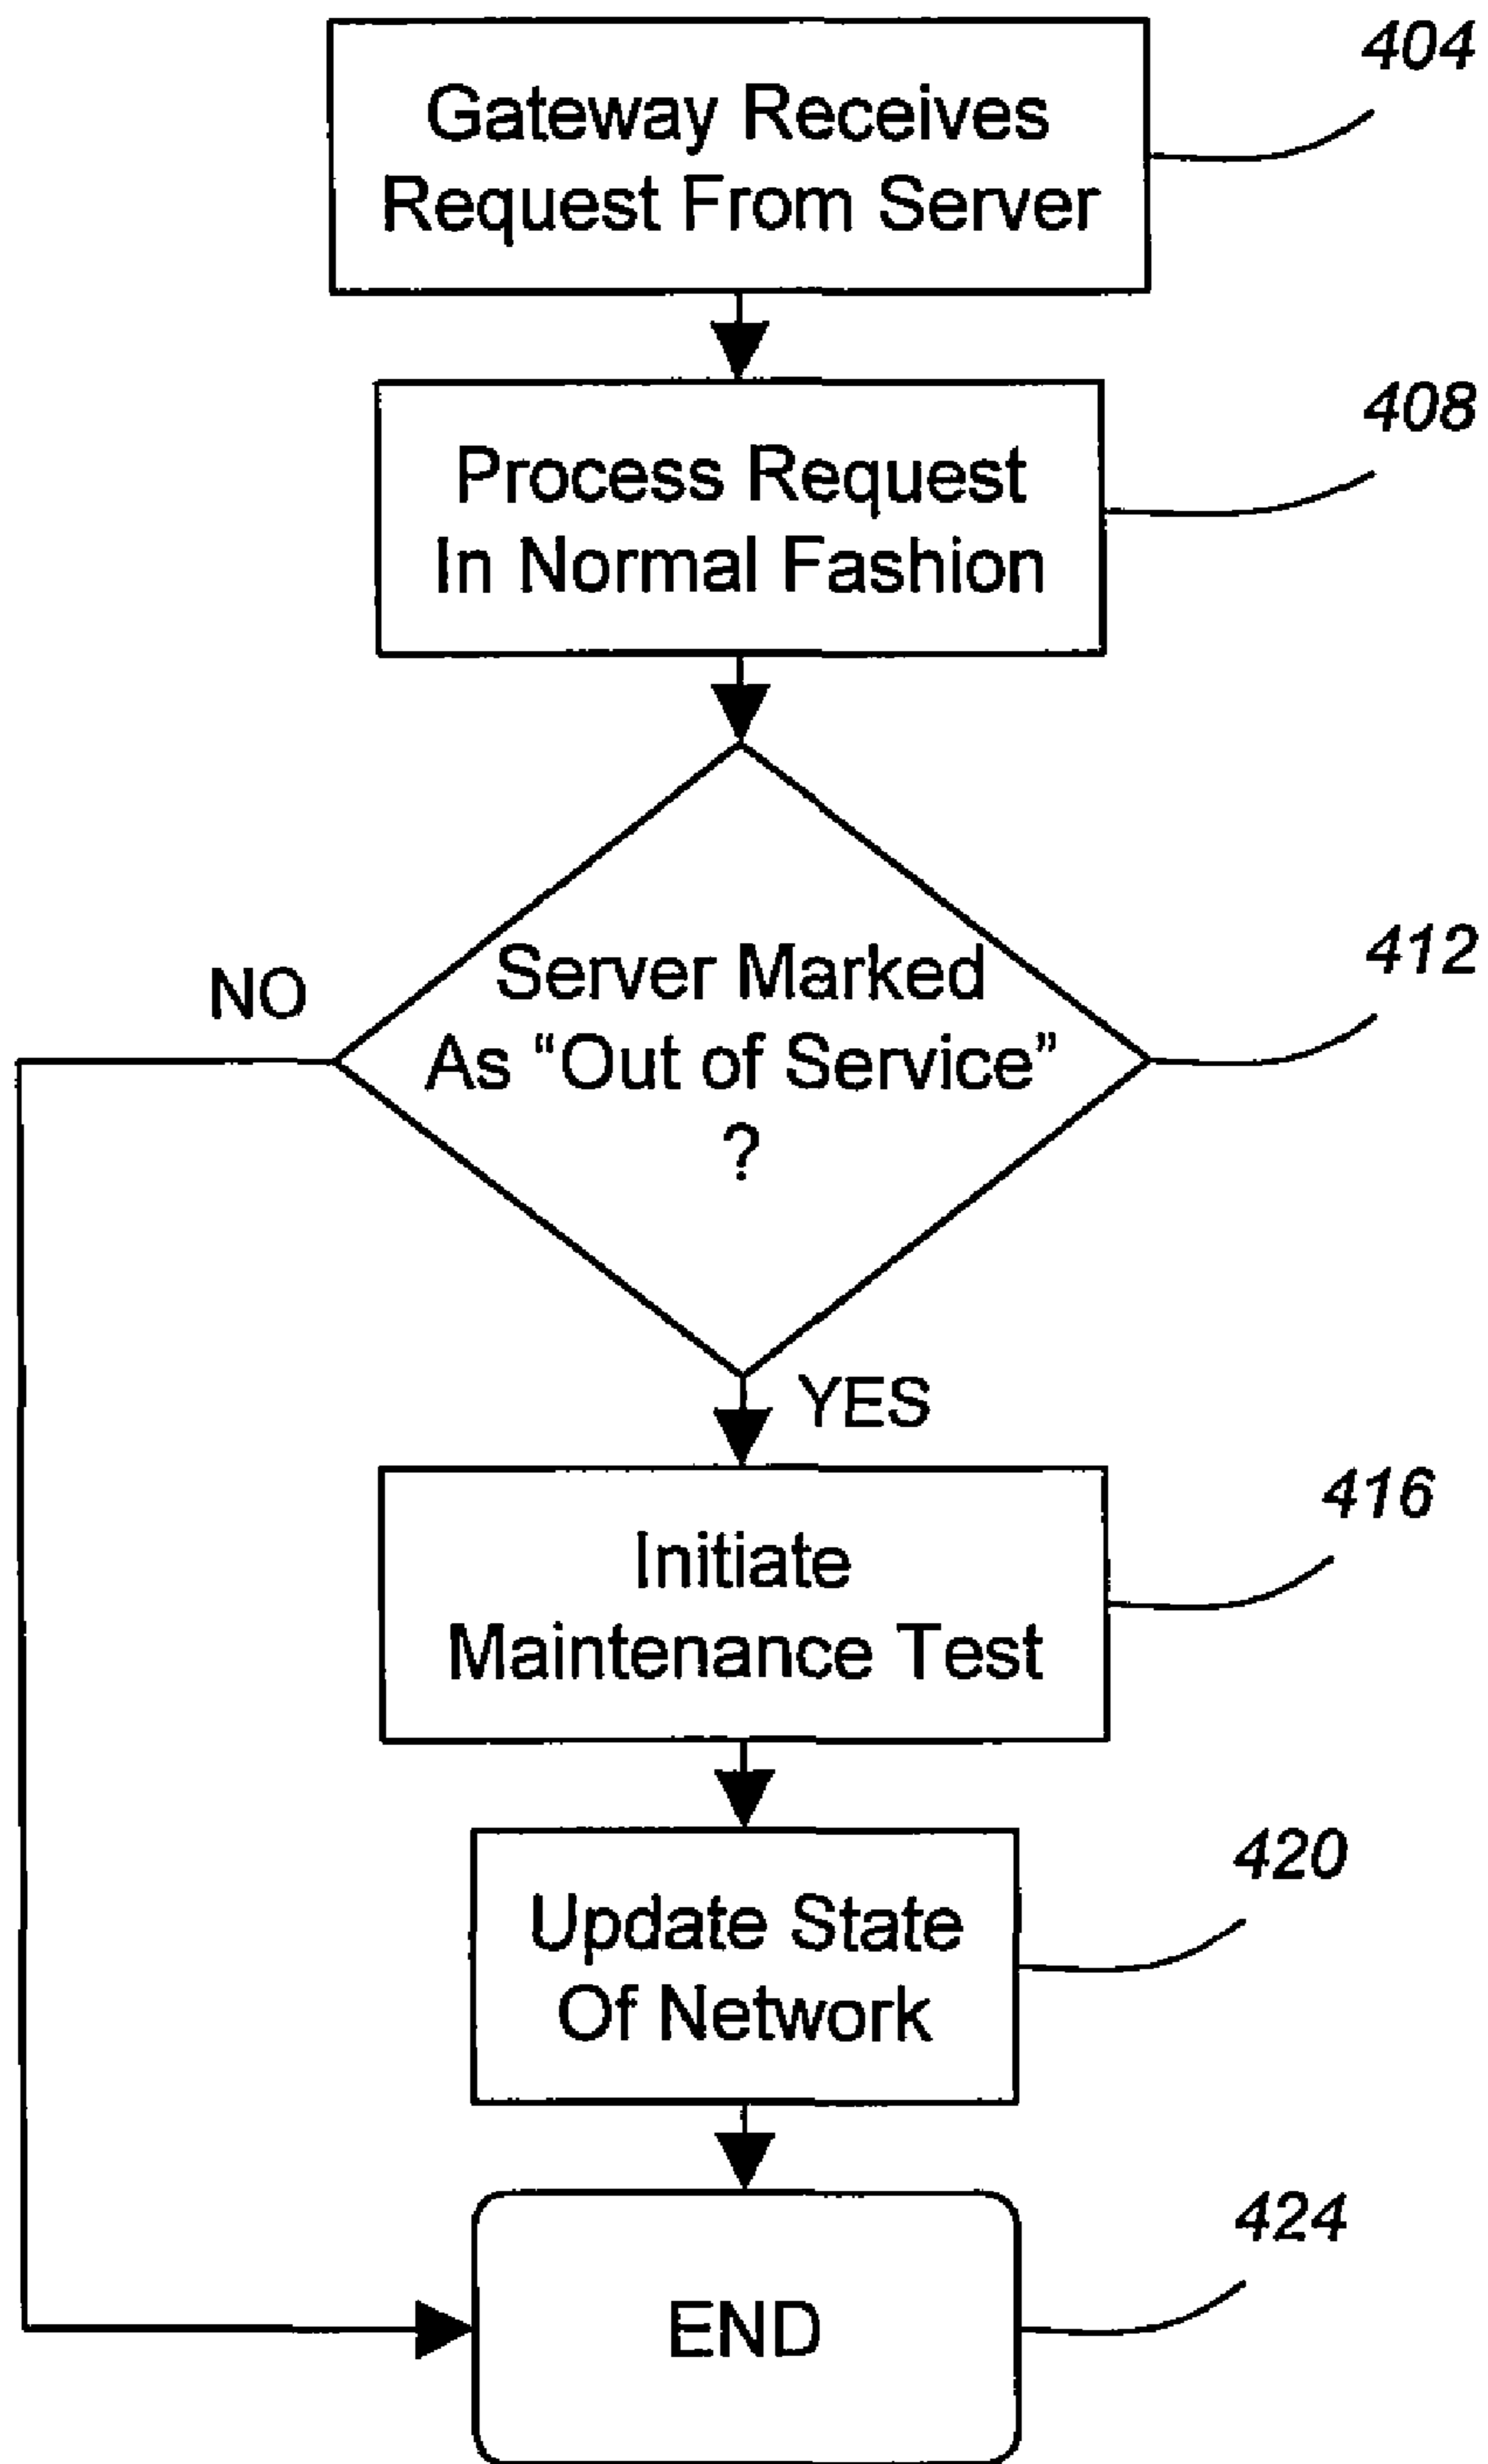 404
Gateway Receives
Request From Server
408
Process Request
In Normal Fashion
412
Server Marked
As “Out of Service”
?
NO
YES
416
Initiate
Maintenance Test
420
Update State
Of Network
424
END